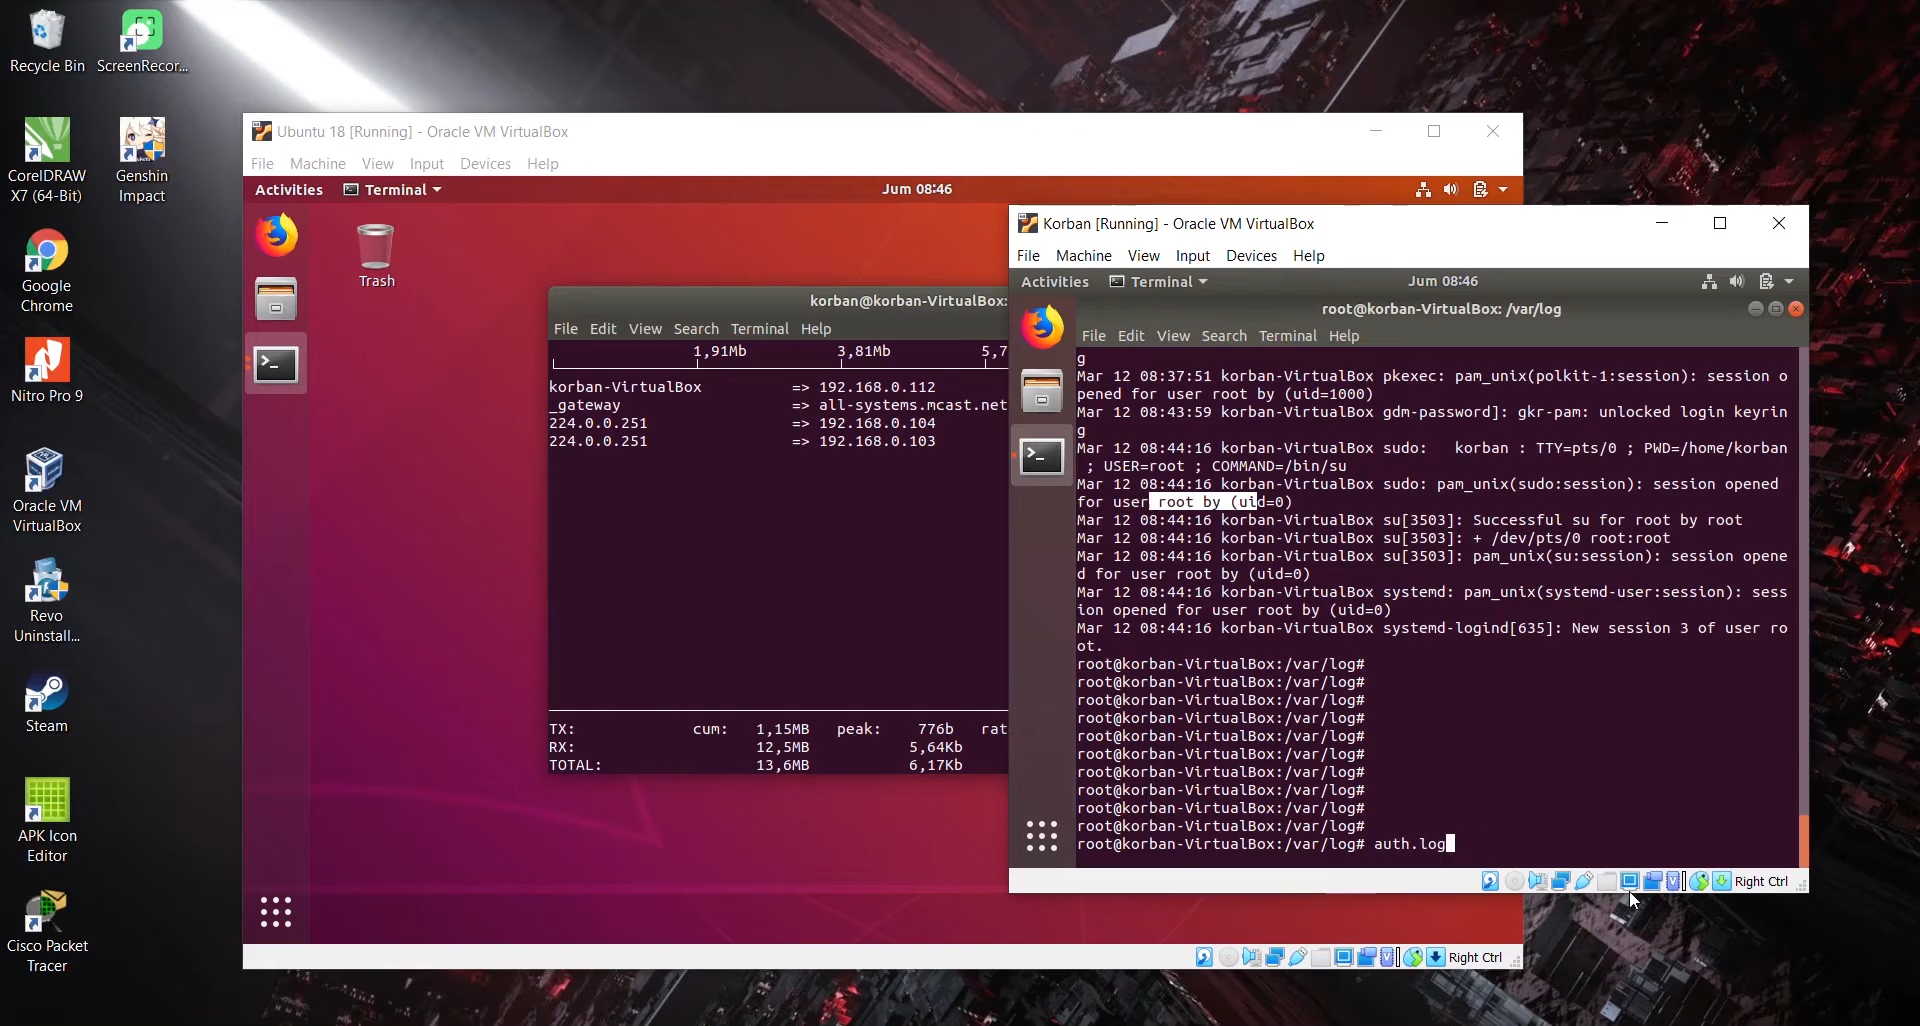 Recycle Bin
ScreenRecor...
CorelDRAW
X7 (64-Bit)
Genshin
Impact
Google
Chrome
Nitro Pro 9
Oracle VM
VirtualBox
Revo
Uninstall...
Steam
APK Icon
Editor
Cisco Packet
Tracer
Ubuntu 18 [Running] - Oracle VM VirtualBox
File Machine View Input Devices Help
Activities Terminal Jum 08:46
Trash
korban@korban-VirtualBox:
File Edit View Search Terminal Help
1,91Mb 3,81Mb 5,7
korban-VirtualBox => 192.168.0.112
_gateway => all-systems.mcast.net
224.0.0.251 => 192.168.0.104
224.0.0.251 => 192.168.0.103
TX: cum: 1,15MB peak: 776b rat
RX: 12,5MB 5,64Kb
TOTAL: 13,6MB 6,17Kb
Right Ctrl
Korban [Running] - Oracle VM VirtualBox
File Machine View Input Devices Help
Activities Terminal Jum 08:46
root@korban-VirtualBox: /var/log
File Edit View Search Terminal Help
g
Mar 12 08:37:51 korban-VirtualBox pkexec: pam_unix(polkit-1:session): session o
pened for user root by (uid=1000)
Mar 12 08:43:59 korban-VirtualBox gdm-password]: gkr-pam: unlocked login keyrin
g
Mar 12 08:44:16 korban-VirtualBox sudo:   korban : TTY=pts/0 ; PWD=/home/korban
 ; USER=root ; COMMAND=/bin/su
Mar 12 08:44:16 korban-VirtualBox sudo: pam_unix(sudo:session): session opened
for user root by (uid=0)
Mar 12 08:44:16 korban-VirtualBox su[3503]: Successful su for root by root
Mar 12 08:44:16 korban-VirtualBox su[3503]: + /dev/pts/0 root:root
Mar 12 08:44:16 korban-VirtualBox su[3503]: pam_unix(su:session): session opene
d for user root by (uid=0)
Mar 12 08:44:16 korban-VirtualBox systemd: pam_unix(systemd-user:session): sess
ion opened for user root by (uid=0)
Mar 12 08:44:16 korban-VirtualBox systemd-logind[635]: New session 3 of user ro
ot.
root@korban-VirtualBox:/var/log#
root@korban-VirtualBox:/var/log#
root@korban-VirtualBox:/var/log#
root@korban-VirtualBox:/var/log#
root@korban-VirtualBox:/var/log#
root@korban-VirtualBox:/var/log#
root@korban-VirtualBox:/var/log#
root@korban-VirtualBox:/var/log#
root@korban-VirtualBox:/var/log#
root@korban-VirtualBox:/var/log#
root@korban-VirtualBox:/var/log# auth.log
Right Ctrl